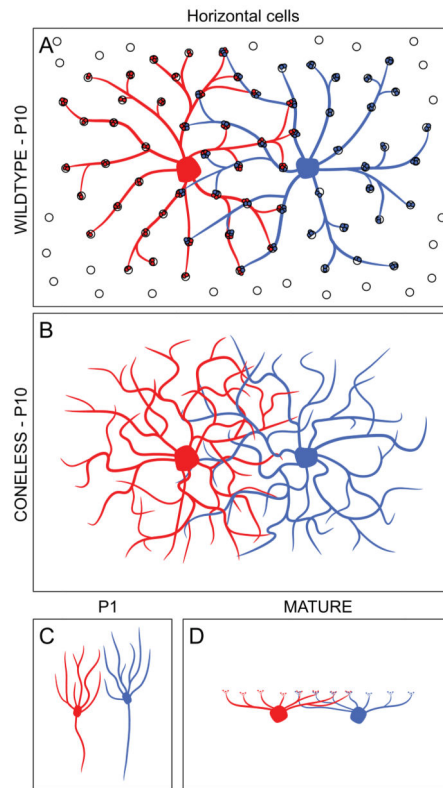 Horizontal cells
A
WILDTYPE - P10
B
CONELESS - P10
P1
MATURE
C
D